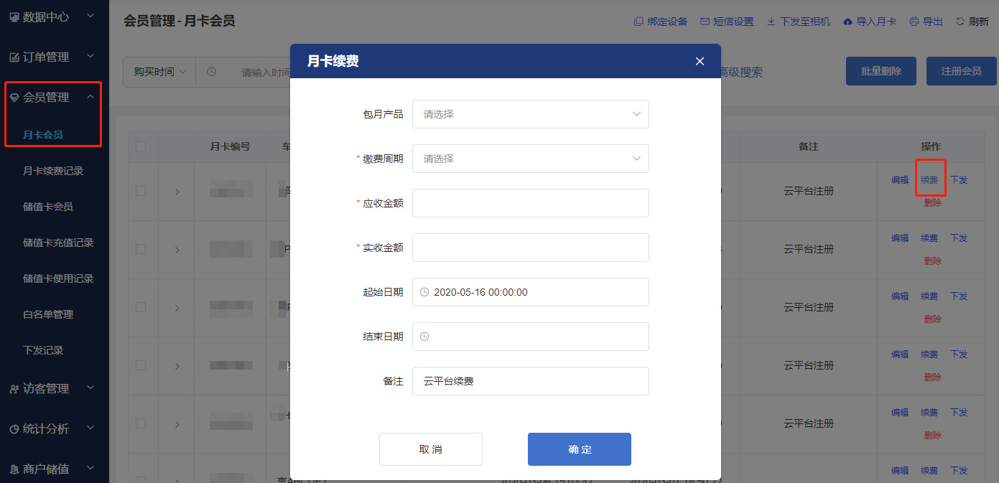 数据中心
订单管理
会员管理
月卡会员
月卡续费记录
储值卡会员
储值卡充值记录
储值卡使用记录
白名单管理
下发记录
访客管理
统计分析
商户储值
会员管理-月卡会员
绑定设备 短信设置 下发至相机 导入月卡 导出 刷新
购买时间 请输入时间 高级搜索 批量删除 注册会员
月卡编号 车 备注 操作
云平台注册 编辑 续费 下发
删除
云平台注册 编辑 续费 下发
删除
云平台注册 编辑 续费 下发
删除
云平台注册 编辑 续费 下发
删除
云平台注册 编辑 续费 下发
删除
编辑 续费 下发
月卡续费
包月产品 请选择
* 缴费周期 请选择
* 应收金额
* 实收金额
起始日期 2020-05-16 00:00:00
结束日期
备注 云平台续费
取 消 确 定